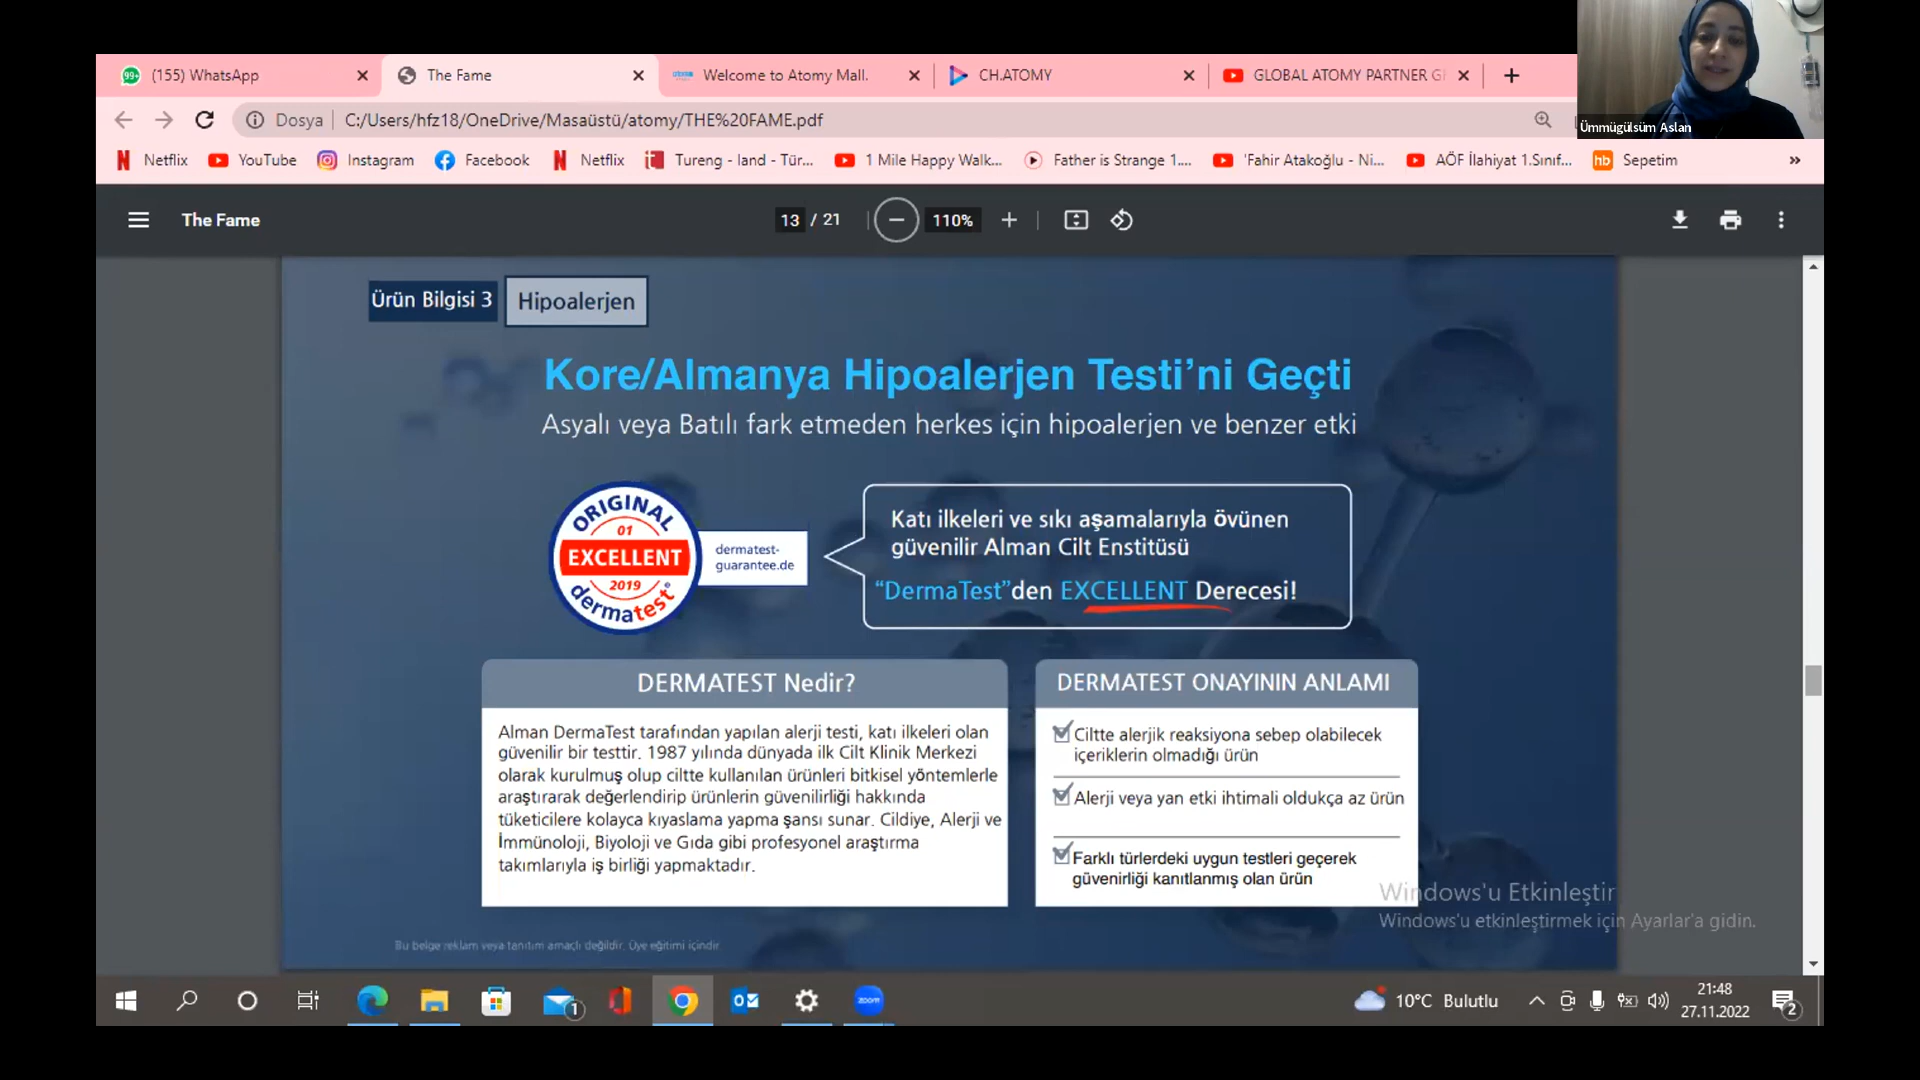 (155) WhatsApp
The Fame
Welcome to Atomy Mall.
CH.ATOMY
GLOBAL ATOMY PARTNER
Ümmügülsüm Aslan
Dosya
C:/Users/hfz18/OneDrive/Masaüstü/atomy/THE%20FAME.pdf
Netflix
YouTube
Instagram
Facebook
Netflix
Tureng - land - Tür...
1 Mile Happy Walk...
Father is Strange 1....
'Fahir Atakoğlu - Ni...
AÖF İlahiyat 1.Sınıf...
hb
Sepetim
»
The Fame
13 / 21
110%
Ürün Bilgisi 3
Hipoalerjen
Kore/Almanya Hipoalerjen Testi'ni Geçti
Asyalı veya Batılı fark etmeden herkes için hipoalerjen ve benzer etki
ORIGINAL
01
EXCELLENT
2019
dermatest®
dermatest-
guarantee.de
Katı ilkeleri ve sıkı aşamalarıyla övünen
güvenilir Alman Cilt Enstitüsü
"DermaTest"den EXCELLENT Derecesi!
DERMATEST Nedir?
Alman DermaTest tarafından yapılan alerji testi, katı ilkeleri olan
güvenilir bir testtir. 1987 yılında dünyada ilk Cilt Klinik Merkezi
olarak kurulmuş olup ciltte kullanılan ürünleri bitkisel yöntemlerle
araştırarak değerlendirip ürünlerin güvenilirliği hakkında
tüketicilere kolayca kıyaslama yapma şansı sunar. Cildiye, Alerji ve
İmmünoloji, Biyoloji ve Gıda gibi profesyonel araştırma
takımlarıyla iş birliği yapmaktadır.
DERMATEST ONAYININ ANLAMI
Ciltte alerjik reaksiyona sebep olabilecek
içeriklerin olmadığı ürün
Alerji veya yan etki ihtimali oldukça az ürün
Farklı türlerdeki uygun testleri geçerek
güvenirliği kanıtlanmış olan ürün
Windows'u Etkinleştir
Windows'u etkinleştirmek için Ayarlar'a gidin.
Bu belge reklam veya tanıtım amaçlı değildir. Üye eğitimi içindir.
1
zoom
10°C Bulutlu
21:48
27.11.2022
2